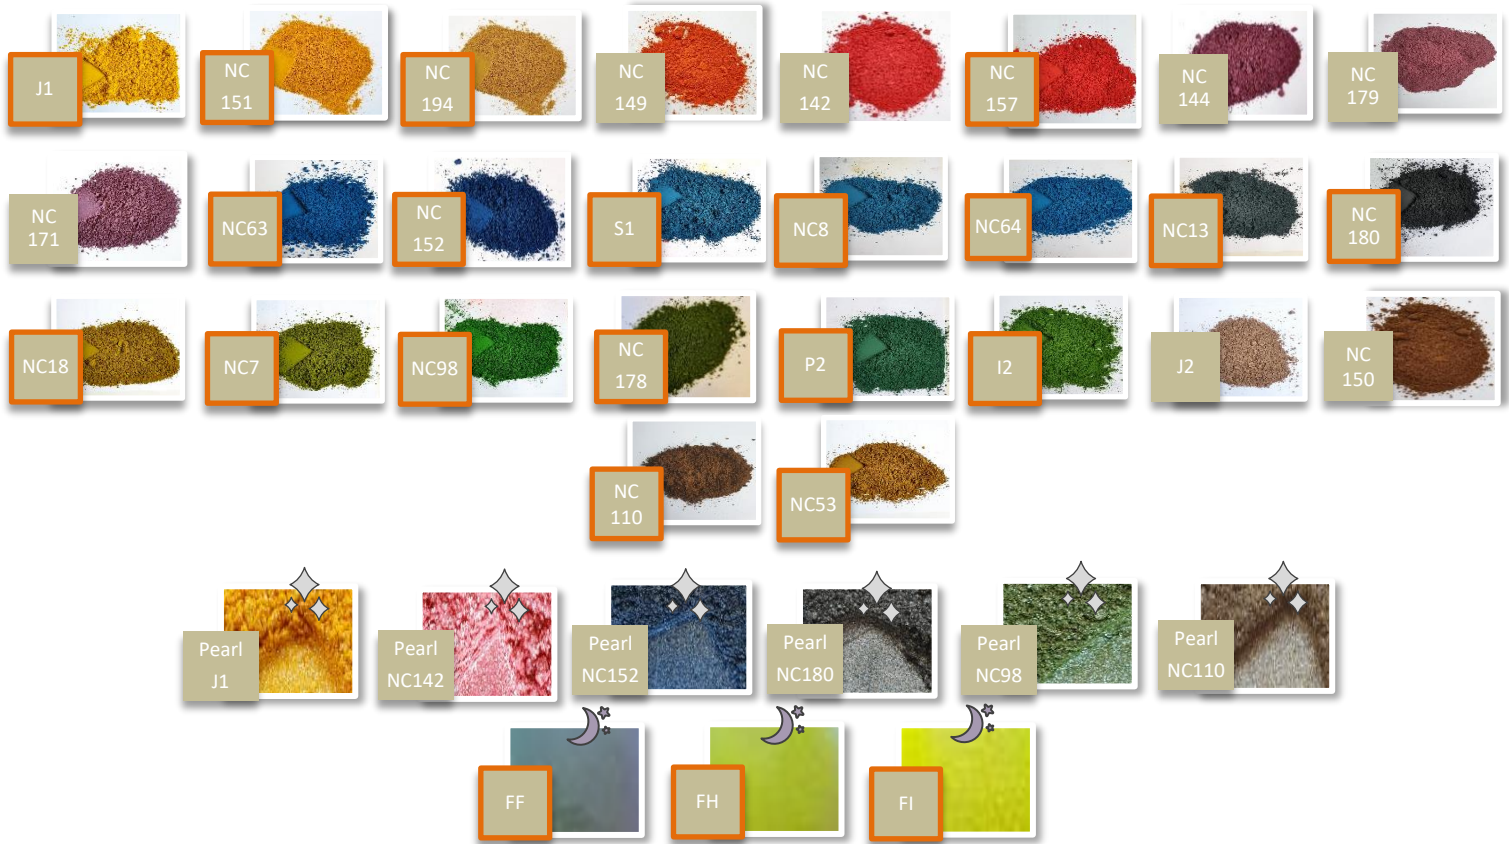 J1
NC
151
NC
194
NC
149
NC
142
NC
157
NC
144
NC
179
NC
171
NC63
NC
152
S1
NC8
NC64
NC13
NC
180
NC18
NC7
NC98
NC
178
P2
I2
J2
NC
150
NC
110
NC53
Pearl
J1
Pearl
NC142
Pearl
NC152
Pearl
NC180
Pearl
NC98
Pearl
NC110
FF
FH
FI